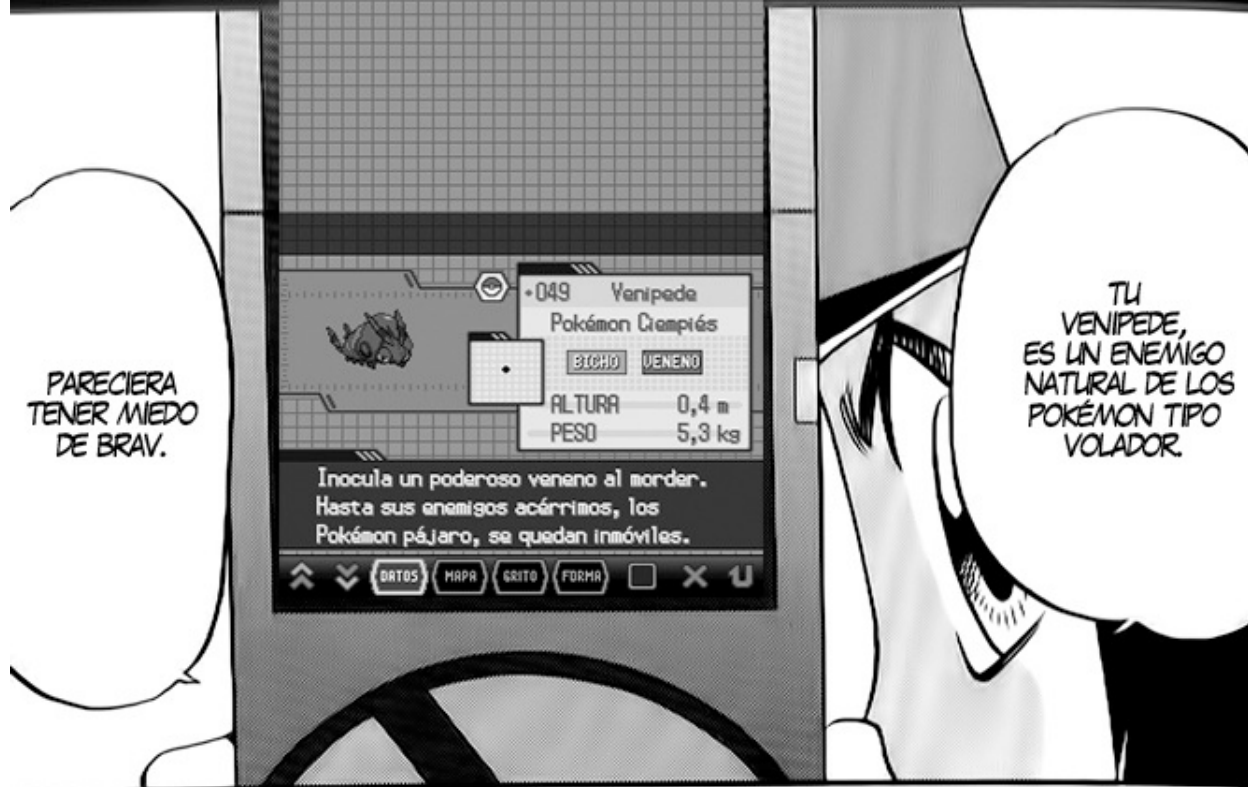 TU
VENIPEDE,
ES UN ENEMIGO
NATURAL DE LOS
POKÉMON TIPO
VOLADOR.
049 Venipede
Pokémon Ciempiés
BICHO VENENO
ALTURA 0,4 m
PESO 5,3 kg
Inocula un poderoso veneno al morder.
Hasta sus enemigos acérrimos, los
Pokémon pájaro, se quedan inmóviles.
DATOS MAPA GRITO FORMA
PARECIERA
TENER MIEDO
DE BRAV.